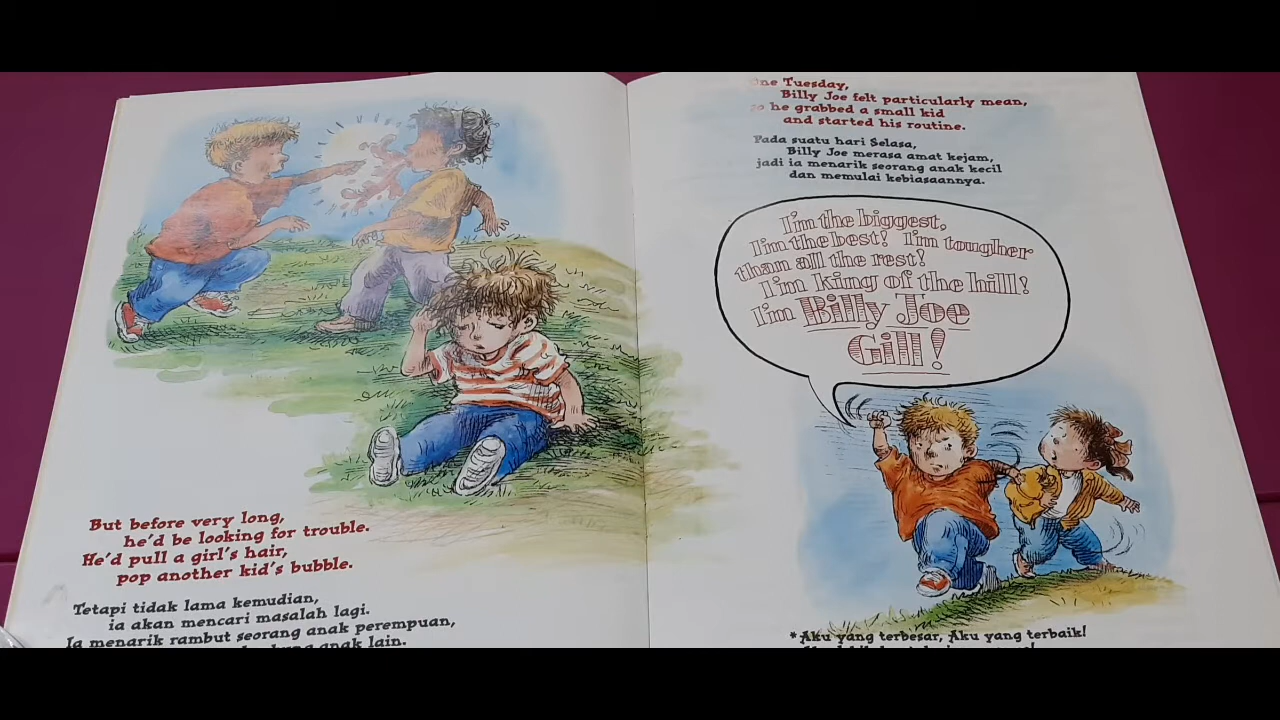 But before very long,
he'd be looking for trouble.
He'd pull a girl's hair,
pop another kid's bubble.
Tetapi tidak lama kemudian,
ia akan mencari masalah lagi.
Ia menarik rambut seorang anak perempuan,
anak lain.
One Tuesday,
Billy Joe felt particularly mean,
so he grabbed a small kid
and started his routine.
Pada suatu hari Selasa,
Billy Joe merasa amat kejam,
jadi ia menarik seorang anak kecil
dan memulai kebiasaannya.
I'm the biggest,
I'm the best! I'm tougher
than all the rest!
I'm king of the hill!
I'm Billy Joe
Gill!
*Aku yang terbesar, Aku yang terbaik!